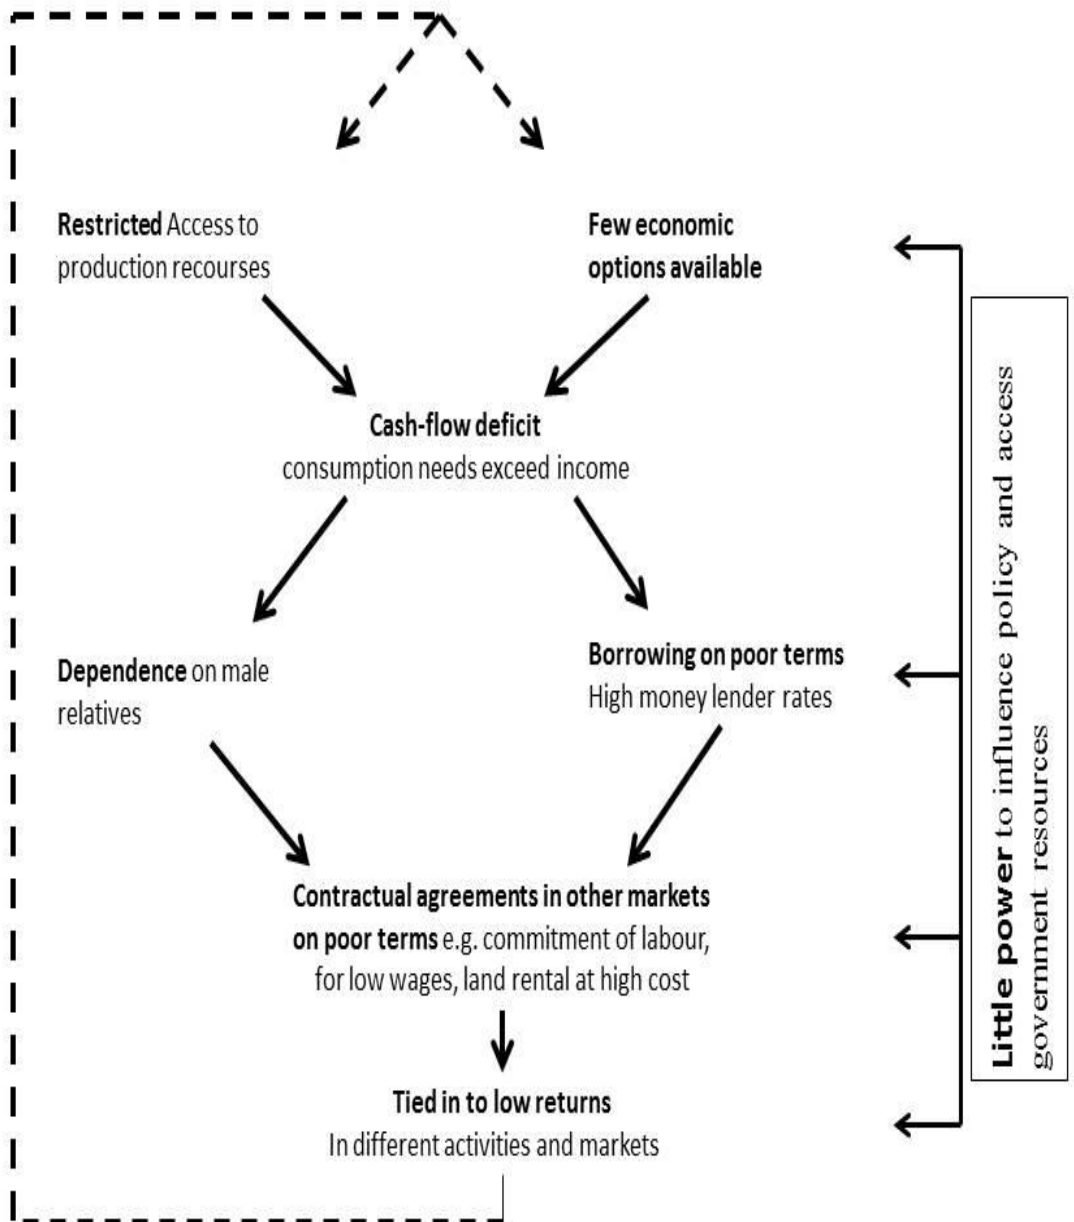 Restricted Access to
production recourses
Few economic
options available
Cash-flow deficit
consumption needs exceed income
Dependence on male
relatives
Borrowing on poor terms
High money lender rates
Contractual agreements in other markets
on poor terms e.g. commitment of labour,
for low wages, land rental at high cost
Tied in to low returns
In different activities and markets
Little power to influence policy and access
government resources